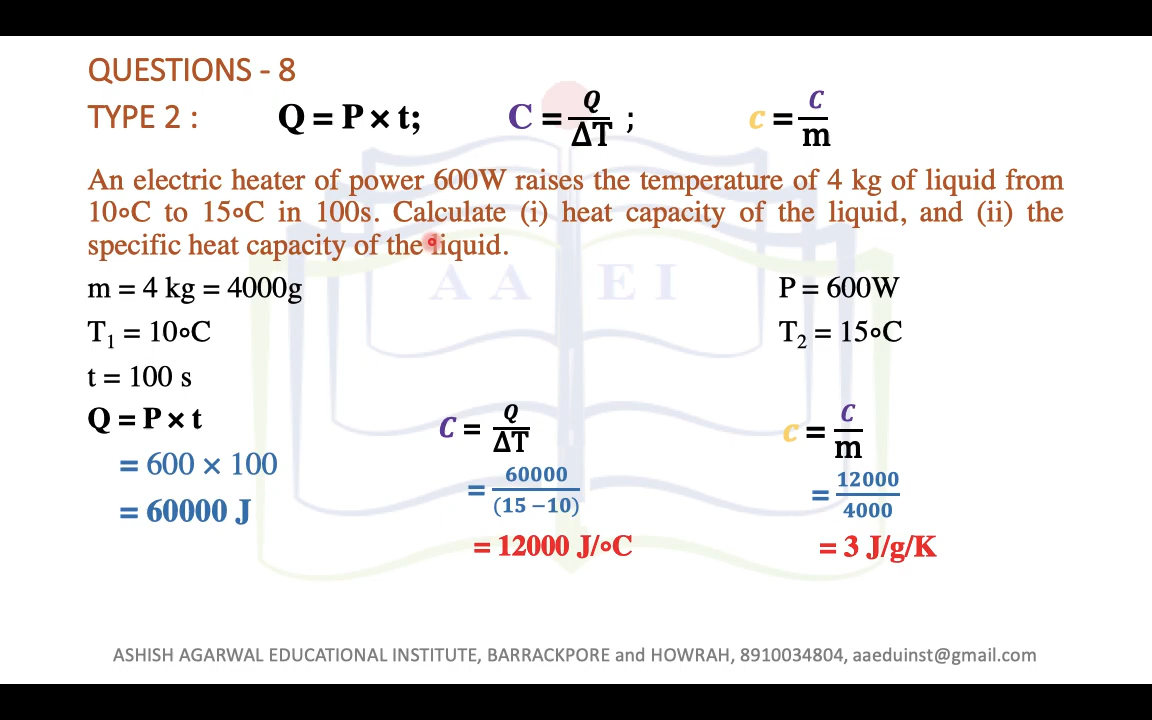 QUESTIONS - 8
TYPE 2 : Q = P × t; C = Q/ΔT ; c = C/m
An electric heater of power 600W raises the temperature of 4 kg of liquid from
10∘C to 15∘C in 100s. Calculate (i) heat capacity of the liquid, and (ii) the
specific heat capacity of the liquid.
A A E I
m = 4 kg = 4000g P = 600W
T₁ = 10∘C T₂ = 15∘C
t = 100 s
Q = P × t C = Q/ΔT c = C/m
= 600 × 100 = 60000/(15 −10) = 12000/4000
= 60000 J = 12000 J/∘C = 3 J/g/K
ASHISH AGARWAL EDUCATIONAL INSTITUTE, BARRACKPORE and HOWRAH, 8910034804, aaeduinst@gmail.com